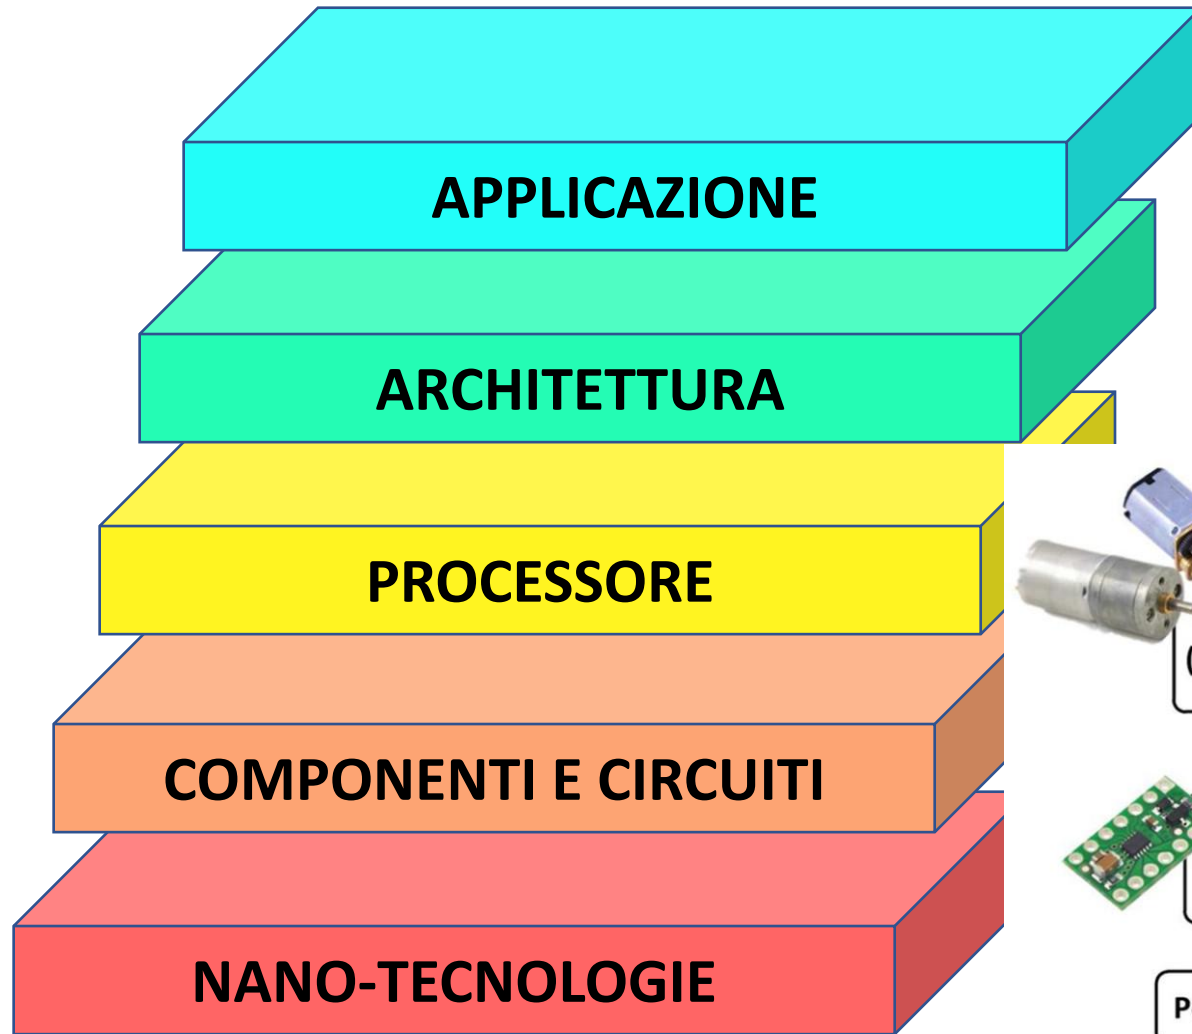 APPLICAZIONE
ARCHITETTURA
PROCESSORE
COMPONENTI E CIRCUITI
NANO-TECNOLOGIE